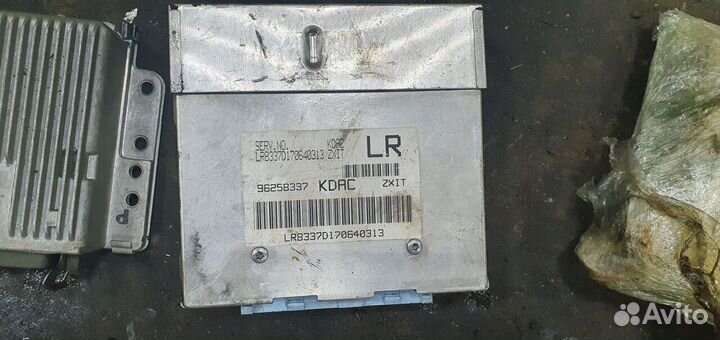 SERV.NO. KDAC
LR8337D170640313 ZXIT
LR
96258337 KDAC ZXIT
LR8337D170640313
d
Avito